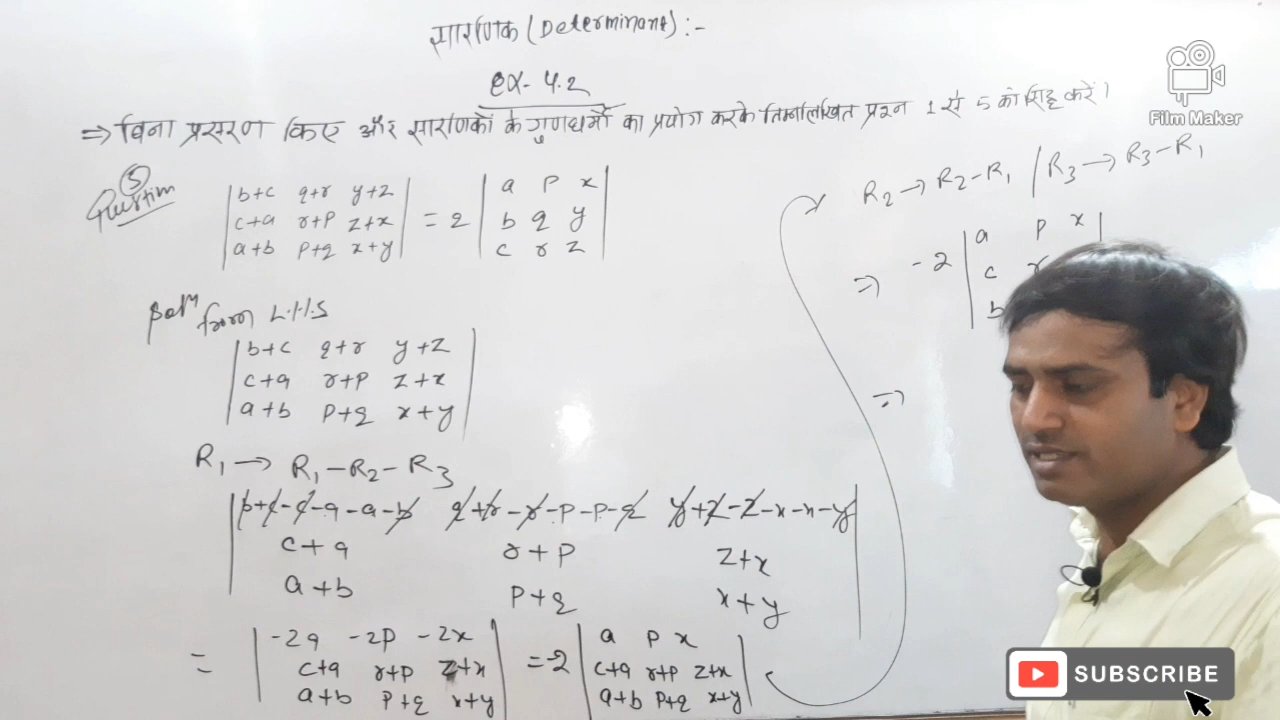 सारणिक (Determinant) :-
Ex- 4.2
⇒ बिना प्रसरण किए और सारणिकों के गुणधर्मों का प्रयोग करके निम्नलिखित प्रश्न 1 से 5 को सिद्ध करें।
Film Maker
Question (5)
| b+c q+r y+z | = 2 | a p x |
| c+a r+p z+x | | b q y |
| a+b p+q x+y | | c r z |
Solⁿ from L.H.S
| b+c q+r y+z |
| c+a r+p z+x |
| a+b p+q x+y |
R₁ → R₁ - R₂ - R₃
| b+c-c-a-a-b q+r-r-p-p-q y+z-z-x-x-y |
| c+a r+p z+x |
| a+b p+q x+y |
= | -2a -2p -2x | = -2 | a p x |
| c+a r+p z+x | | c+a r+p z+x |
| a+b p+q x+y | | a+b p+q x+y |
R₂ → R₂ - R₁ / R₃ → R₃ - R₁
⇒ -2 | a p x |
| c r
| b
⇒
SUBSCRIBE